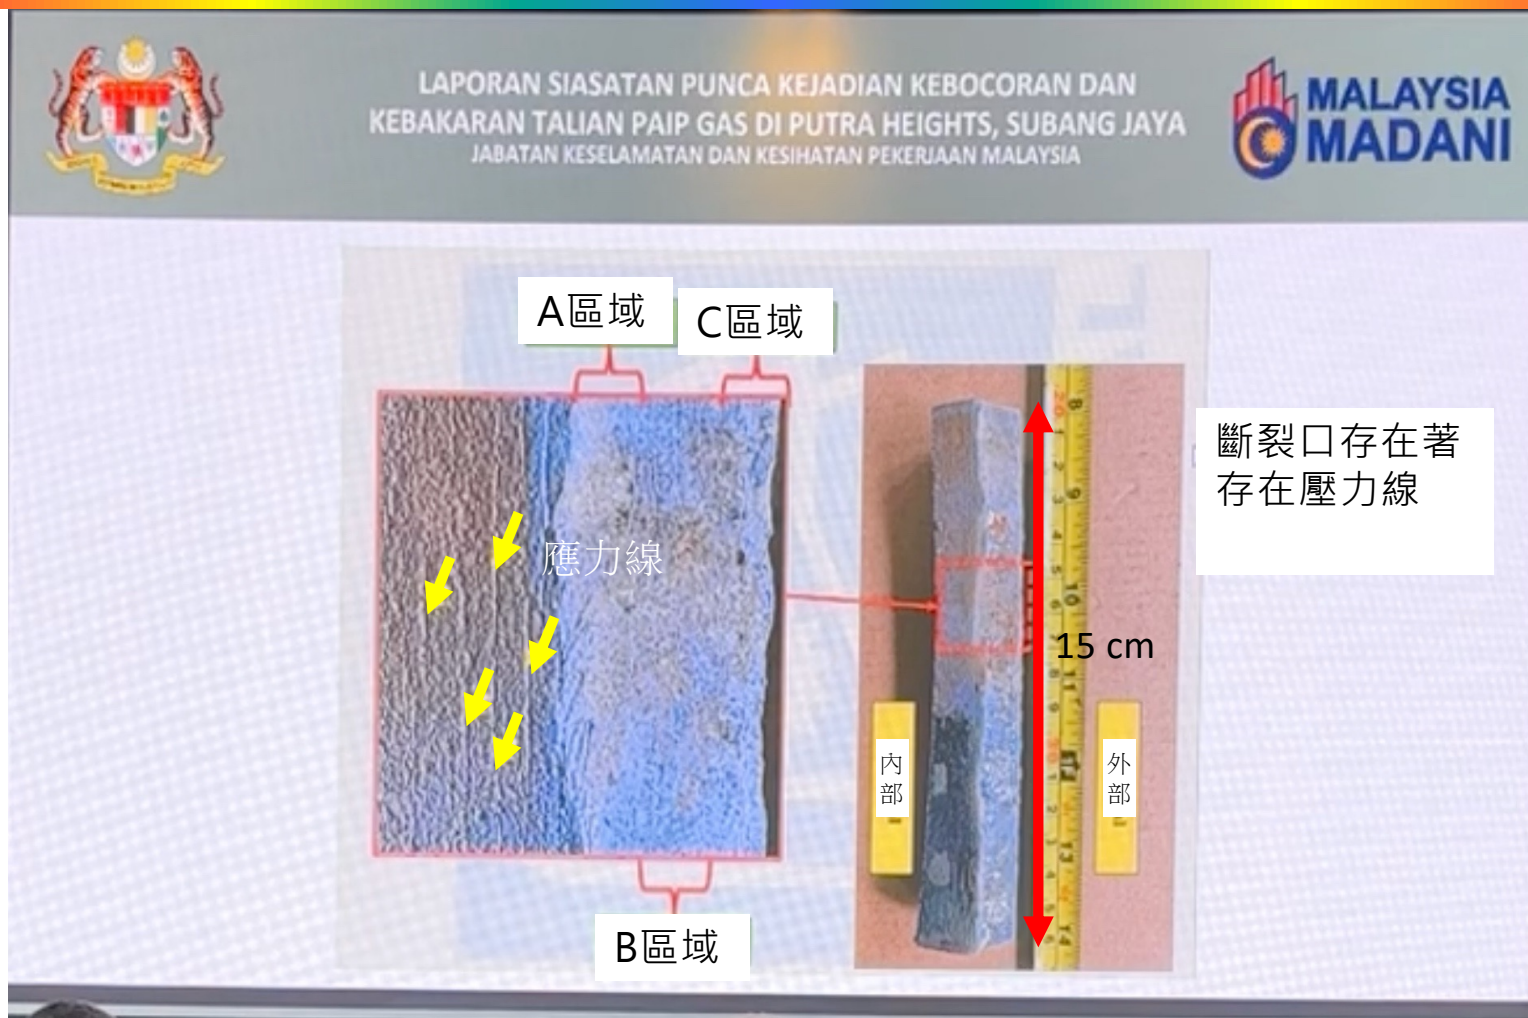 LAPORAN SIASATAN PUNCA KEJADIAN KEBOCORAN DAN
KEBAKARAN TALIAN PAIP GAS DI PUTRA HEIGHTS, SUBANG JAYA
JABATAN KESELAMATAN DAN KESIHATAN PEKERJAAN MALAYSIA
MALAYSIA
MADANI
A區域
C區域
斷裂口存在著
存在壓力線
應力線
15 cm
內
部
外
部
B區域